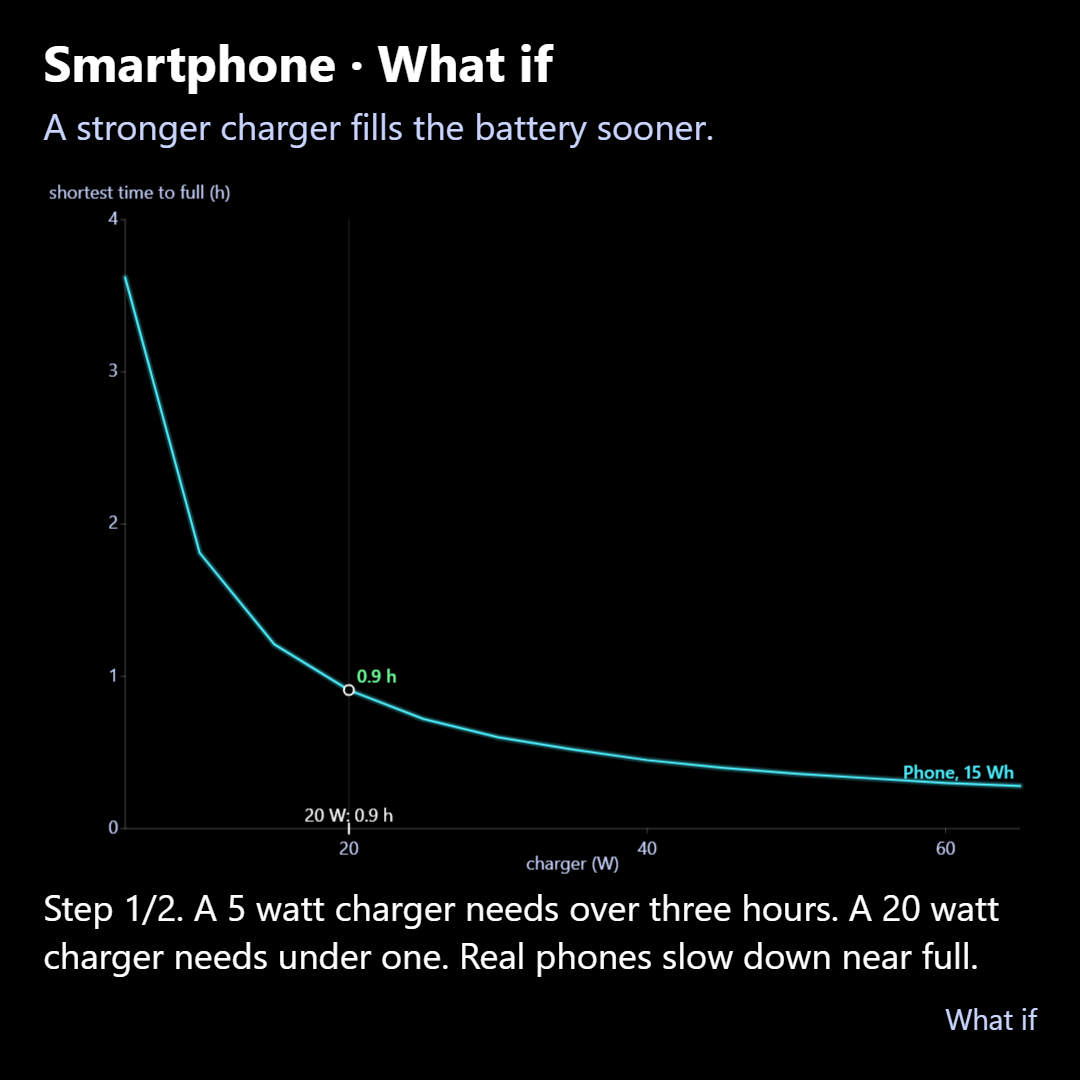 Smartphone · What if
A stronger charger fills the battery sooner.
shortest time to full (h)
4
3
2
1
0
0.9 h
Phone, 15 Wh
20 W: 0.9 h
20
40
60
charger (W)
Step 1/2. A 5 watt charger needs over three hours. A 20 watt
charger needs under one. Real phones slow down near full.
What if